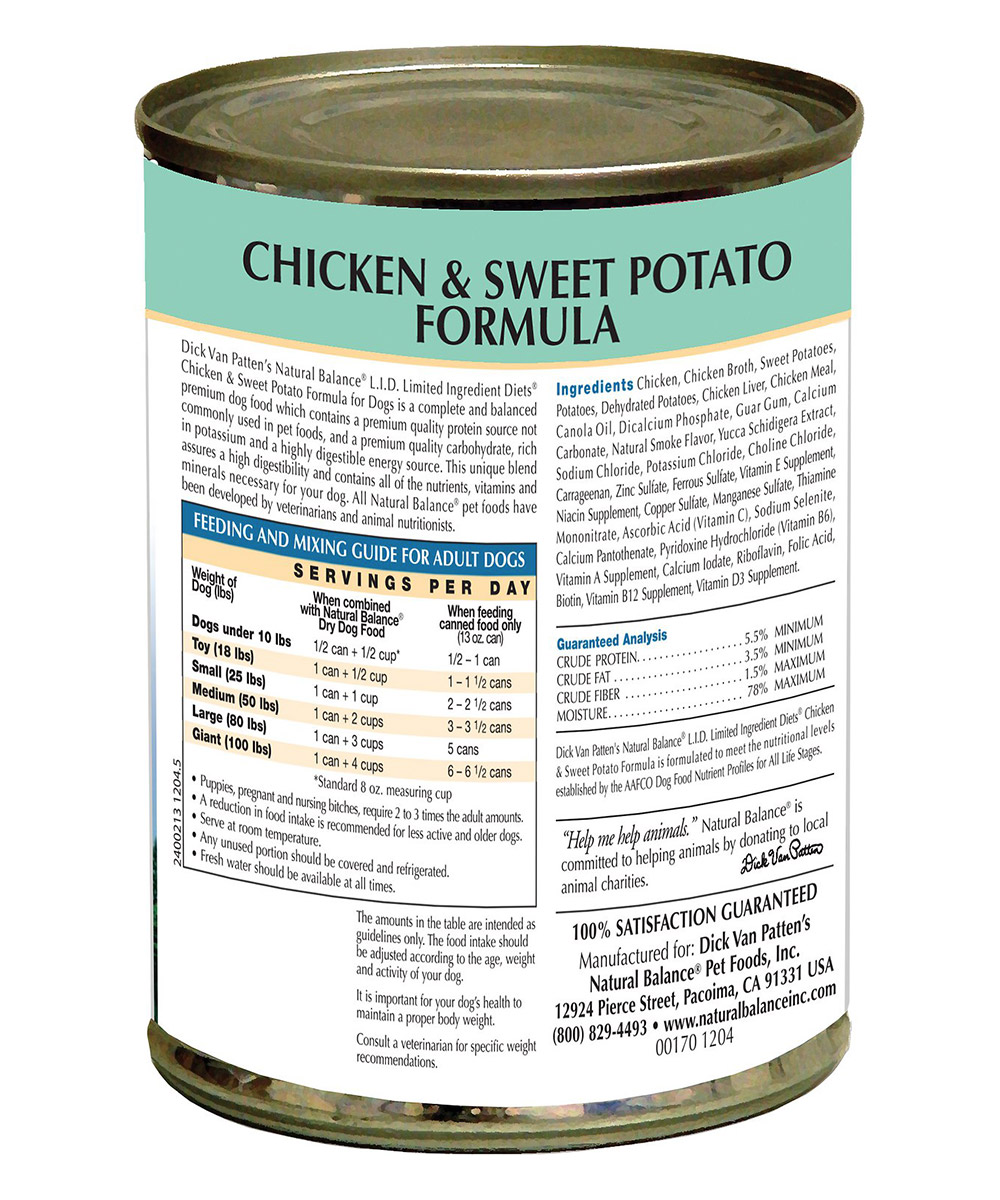 CHICKEN & SWEET POTATO
FORMULA
Dick Van Patten's Natural Balance® L.I.D. Limited Ingredient Diets®
Chicken & Sweet Potato Formula for Dogs is a complete and balanced
premium dog food which contains a premium quality protein source not
commonly used in pet foods, and a premium quality carbohydrate, rich
in potassium and a highly digestible energy source. This unique blend
assures a high digestibility and contains all of the nutrients, vitamins and
minerals necessary for your dog. All Natural Balance® pet foods have
been developed by veterinarians and animal nutritionists.
FEEDING AND MIXING GUIDE FOR ADULT DOGS
SERVINGS PER DAY
Weight of
Dog (lbs)
When combined
with Natural Balance®
Dry Dog Food
When feeding
canned food only
(13 oz. can)
Dogs under 10 lbs 1/2 can + 1/2 cup* 1/2 – 1 can
Toy (18 lbs) 1 can + 1/2 cup 1 – 1 1/2 cans
Small (25 lbs) 1 can + 1 cup 2 – 2 1/2 cans
Medium (50 lbs) 1 can + 2 cups 3 – 3 1/2 cans
Large (80 lbs) 1 can + 3 cups 5 cans
Giant (100 lbs) 1 can + 4 cups 6 – 6 1/2 cans
*Standard 8 oz. measuring cup
• Puppies, pregnant and nursing bitches, require 2 to 3 times the adult amounts.
• A reduction in food intake is recommended for less active and older dogs.
• Serve at room temperature.
• Any unused portion should be covered and refrigerated.
• Fresh water should be available at all times.
2400213 1204.5
The amounts in the table are intended as
guidelines only. The food intake should
be adjusted according to the age, weight
and activity of your dog.
It is important for your dog's health to
maintain a proper body weight.
Consult a veterinarian for specific weight
recommendations.
Ingredients Chicken, Chicken Broth, Sweet Potatoes,
Potatoes, Dehydrated Potatoes, Chicken Liver, Chicken Meal,
Canola Oil, Dicalcium Phosphate, Guar Gum, Calcium
Carbonate, Natural Smoke Flavor, Yucca Schidigera Extract,
Sodium Chloride, Potassium Chloride, Choline Chloride,
Carrageenan, Zinc Sulfate, Ferrous Sulfate, Vitamin E Supplement,
Niacin Supplement, Copper Sulfate, Manganese Sulfate, Thiamine
Mononitrate, Ascorbic Acid (Vitamin C), Sodium Selenite,
Calcium Pantothenate, Pyridoxine Hydrochloride (Vitamin B6),
Vitamin A Supplement, Calcium Iodate, Riboflavin, Folic Acid,
Biotin, Vitamin B12 Supplement, Vitamin D3 Supplement.
Guaranteed Analysis
CRUDE PROTEIN. . . . . . . . . . . . . . . . . . 5.5% MINIMUM
CRUDE FAT . . . . . . . . . . . . . . . . . . . . . . 3.5% MINIMUM
CRUDE FIBER . . . . . . . . . . . . . . . . . . . . 1.5% MAXIMUM
MOISTURE. . . . . . . . . . . . . . . . . . . . . . . 78% MAXIMUM
Dick Van Patten's Natural Balance® L.I.D. Limited Ingredient Diets® Chicken
& Sweet Potato Formula is formulated to meet the nutritional levels
established by the AAFCO Dog Food Nutrient Profiles for All Life Stages.
"Help me help animals." Natural Balance® is
committed to helping animals by donating to local
animal charities.
Dick Van Patten
100% SATISFACTION GUARANTEED
Manufactured for: Dick Van Patten's
Natural Balance® Pet Foods, Inc.
12924 Pierce Street, Pacoima, CA 91331 USA
(800) 829-4493 • www.naturalbalanceinc.com
00170 1204